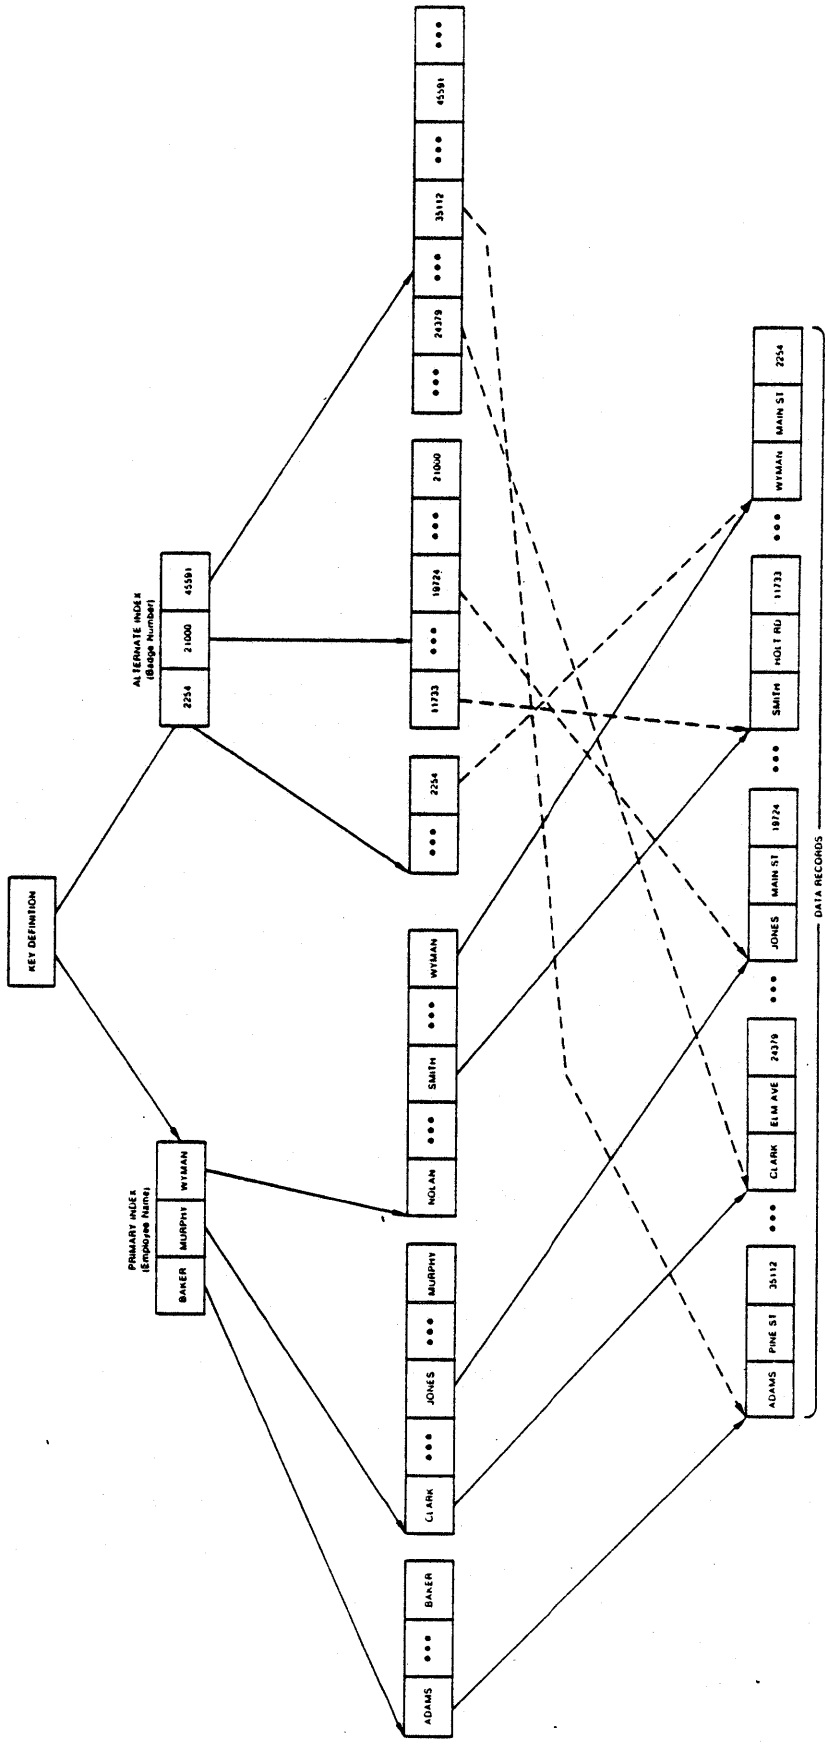 KEY DEFINITION
PRIMARY INDEX
(Employee Name)
BAKER MURPHY WYMAN
ALTERNATE INDEX
(Badge Number)
2254 21000 45591
ADAMS ••• BAKER
CLARK ••• JONES ••• MURPHY
NOLAN ••• SMITH ••• WYMAN
••• 2254
11733 ••• 19724 ••• 21000
••• 24379 ••• 35112 ••• 45591 •••
ADAMS PINE ST 35112 •••
CLARK ELM AVE 24379 •••
JONES MAIN ST 19724 •••
SMITH HOLT RD 11733 •••
WYMAN MAIN ST 2254
DATA RECORDS